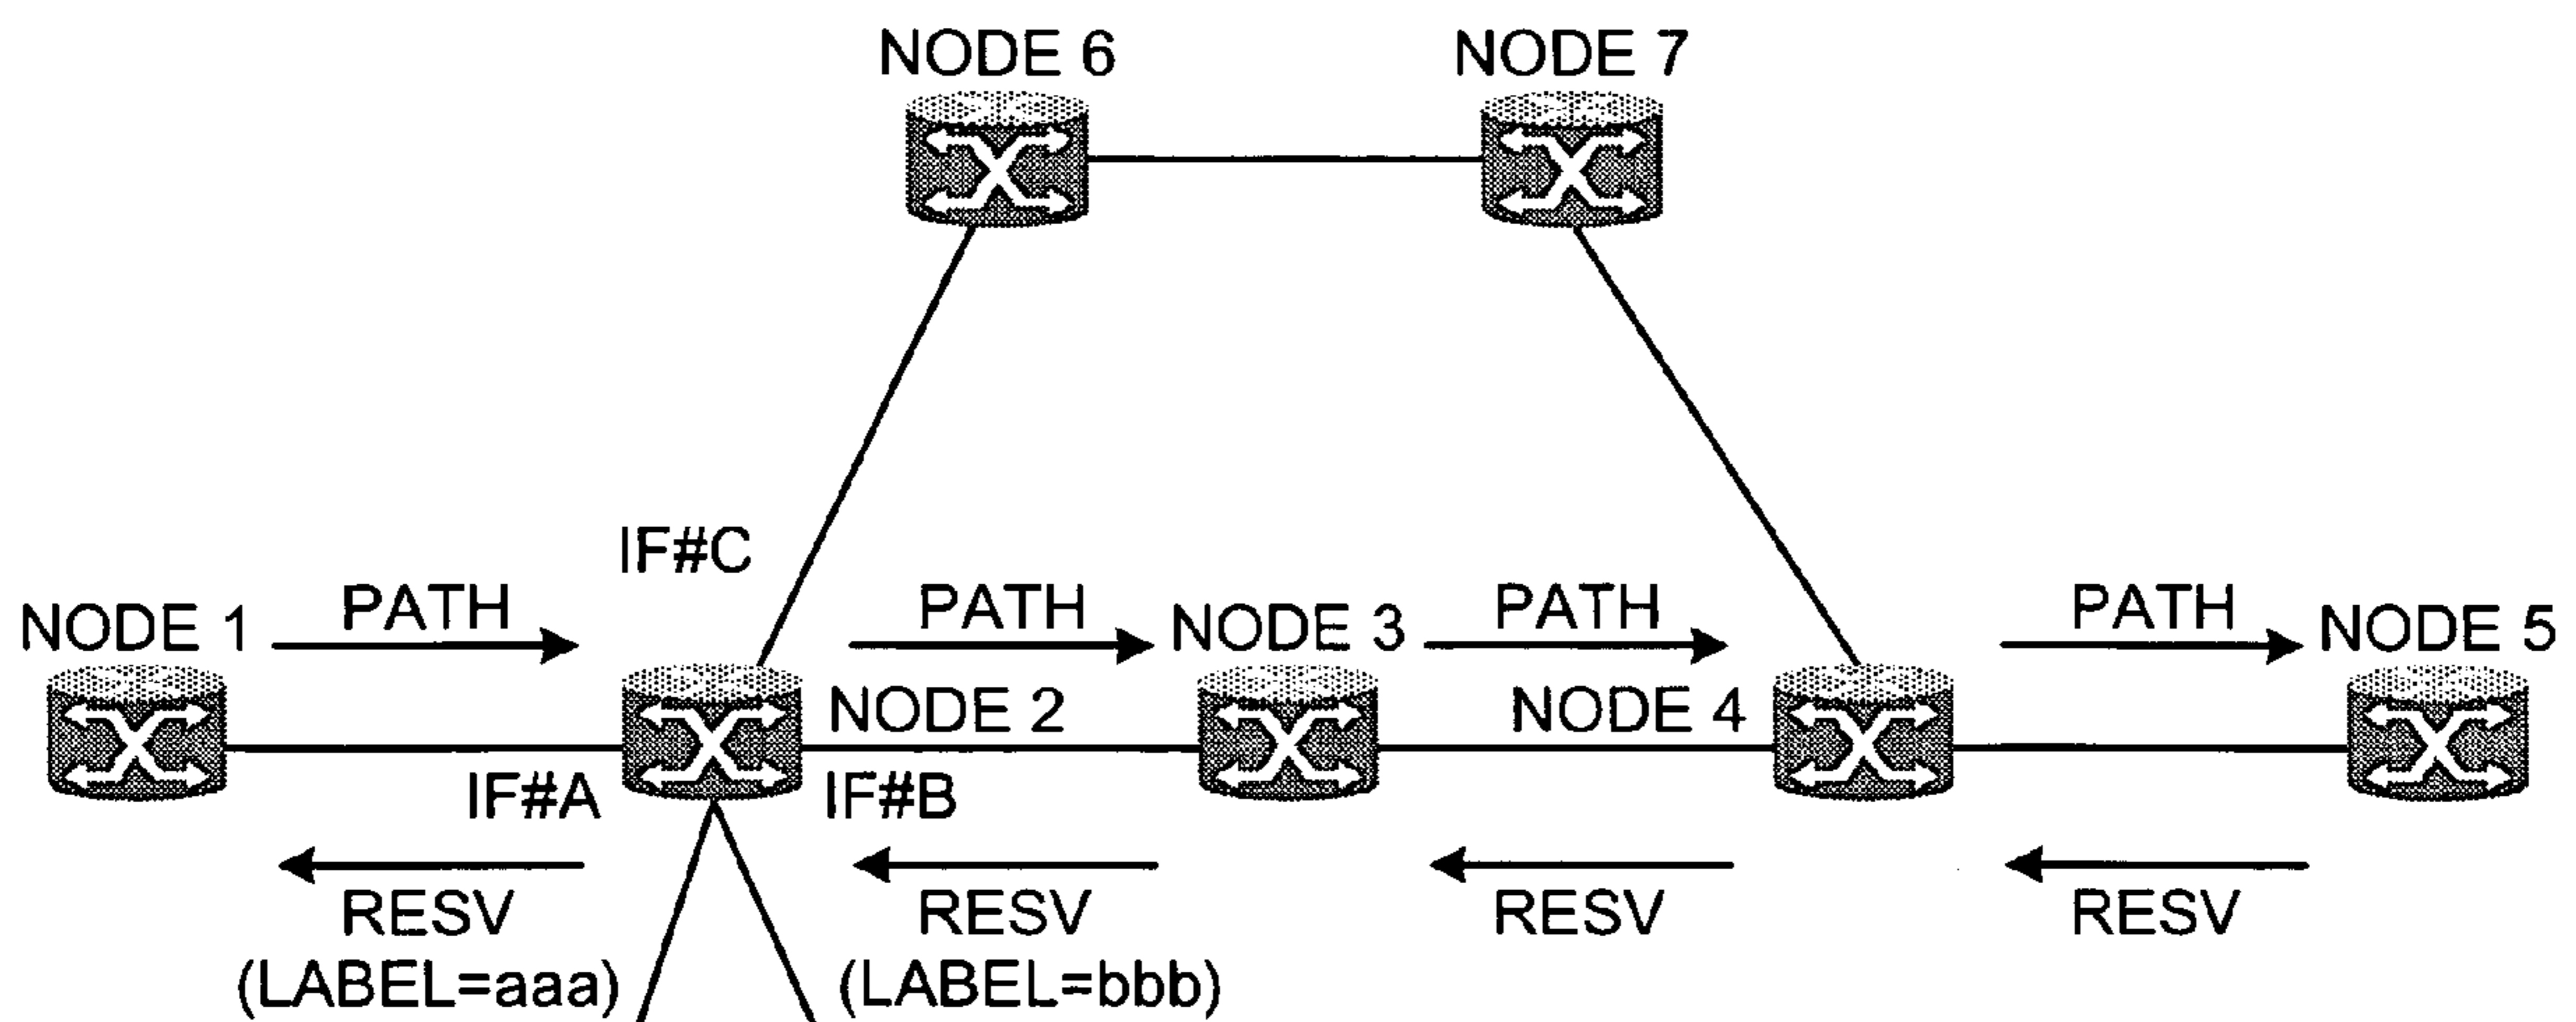 NODE 6
NODE 7
IF#C
NODE 1
PATH
PATH
NODE 3
PATH
PATH
NODE 5
NODE 2
NODE 4
IF#A
IF#B
RESV
(LABEL=aaa)
RESV
(LABEL=bbb)
RESV
RESV